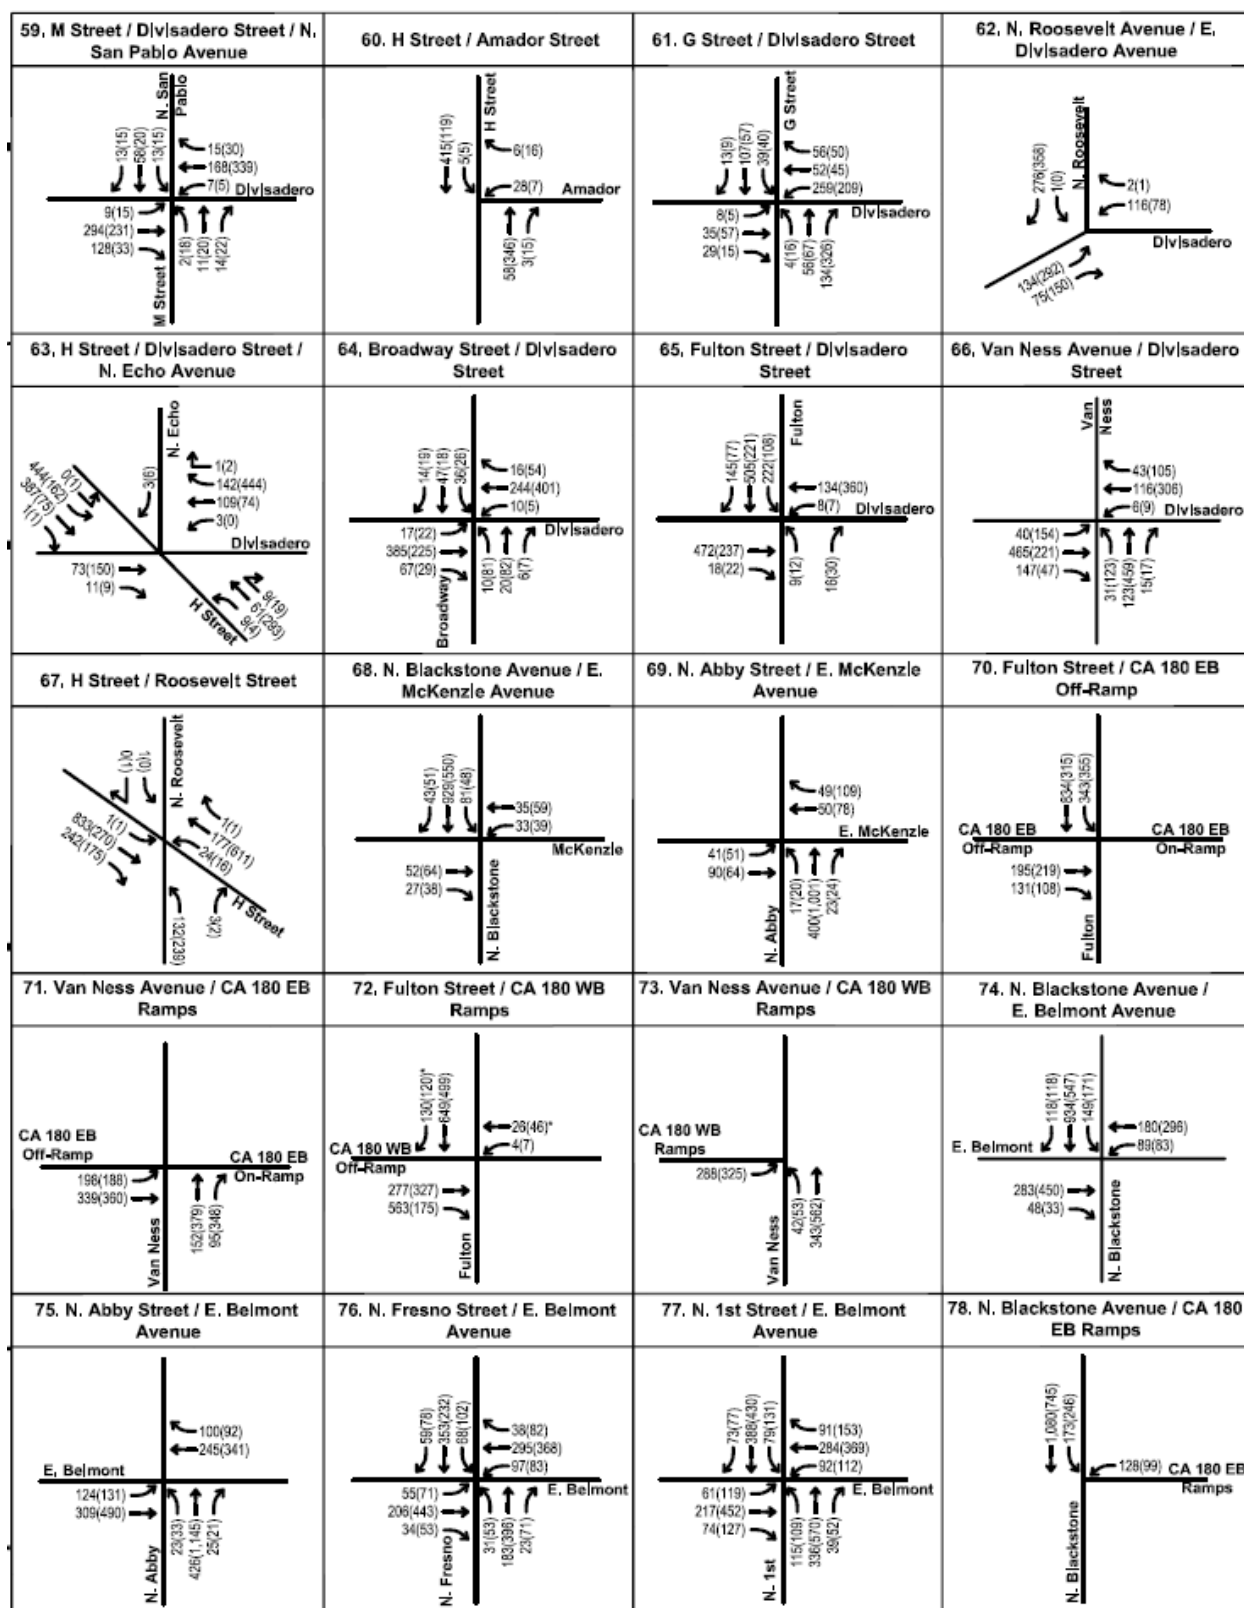 59. M Street / Divisadero Street / N.
San Pablo Avenue
N. San
Pablo
13(15)
58(20)
13(15)
15(30)
168(339)
7(5)
Divisadero
9(15)
294(231)
128(33)
2(18)
11(20)
14(22)
M Street
60. H Street / Amador Street
H Street
415(119)
5(5)
6(16)
28(7)
Amador
58(346)
3(15)
61. G Street / Divisadero Street
G Street
13(9)
107(57)
39(40)
56(50)
52(45)
259(209)
Divisadero
8(5)
35(57)
29(15)
4(16)
56(67)
134(326)
62. N. Roosevelt Avenue / E.
Divisadero Avenue
N. Roosevelt
276(358)
1(0)
2(1)
116(78)
Divisadero
134(292)
75(150)
63. H Street / Divisadero Street /
N. Echo Avenue
N. Echo
0(1)
444(162)
387(75)
1(1)
3(6)
1(2)
142(444)
109(74)
3(0)
Divisadero
73(150)
11(9)
H Street
9(19)
61(293)
9(4)
64. Broadway Street / Divisadero
Street
14(19)
47(18)
36(26)
16(54)
244(401)
10(5)
Divisadero
17(22)
385(225)
67(29)
10(81)
20(82)
6(7)
Broadway
65. Fulton Street / Divisadero
Street
Fulton
145(77)
505(221)
222(108)
134(360)
8(7)
Divisadero
472(237)
18(22)
9(12)
16(30)
66. Van Ness Avenue / Divisadero
Street
Van
Ness
43(105)
116(306)
6(9)
Divisadero
40(154)
465(221)
147(47)
31(123)
123(459)
15(17)
67. H Street / Roosevelt Street
N. Roosevelt
0(1)
1(0)
1(1)
833(270)
242(175)
1(1)
177(611)
24(16)
H Street
132(239)
3(2)
68. N. Blackstone Avenue / E.
McKenzie Avenue
43(51)
929(550)
81(48)
35(59)
33(39)
McKenzie
52(64)
27(38)
N. Blackstone
69. N. Abby Street / E. McKenzie
Avenue
49(109)
50(78)
E. McKenzie
41(51)
90(64)
17(20)
400(1,001)
23(24)
N. Abby
70. Fulton Street / CA 180 EB
Off-Ramp
834(315)
343(355)
CA 180 EB
Off-Ramp
CA 180 EB
On-Ramp
195(219)
131(108)
Fulton
71. Van Ness Avenue / CA 180 EB
Ramps
CA 180 EB
Off-Ramp
CA 180 EB
On-Ramp
198(188)
339(360)
152(379)
95(348)
Van Ness
72. Fulton Street / CA 180 WB
Ramps
130(120)*
649(499)
26(46)*
4(7)
CA 180 WB
Off-Ramp
277(327)
563(175)
Fulton
73. Van Ness Avenue / CA 180 WB
Ramps
CA 180 WB
Ramps
288(325)
42(53)
343(562)
Van Ness
74. N. Blackstone Avenue /
E. Belmont Avenue
118(118)
934(547)
149(171)
180(296)
89(83)
E. Belmont
283(450)
48(33)
N. Blackstone
75. N. Abby Street / E. Belmont
Avenue
100(92)
245(341)
E. Belmont
124(131)
309(490)
23(33)
426(1,145)
25(21)
N. Abby
76. N. Fresno Street / E. Belmont
Avenue
59(78)
353(232)
68(102)
38(82)
295(368)
97(83)
E. Belmont
55(71)
206(443)
34(53)
31(53)
183(396)
23(71)
N. Fresno
77. N. 1st Street / E. Belmont
Avenue
73(77)
388(430)
79(131)
91(153)
284(369)
92(112)
E. Belmont
61(119)
217(452)
74(127)
115(109)
336(570)
39(52)
N. 1st
78. N. Blackstone Avenue / CA 180
EB Ramps
1,080(745)
173(246)
128(99)
CA 180 EB
Ramps
N. Blackstone